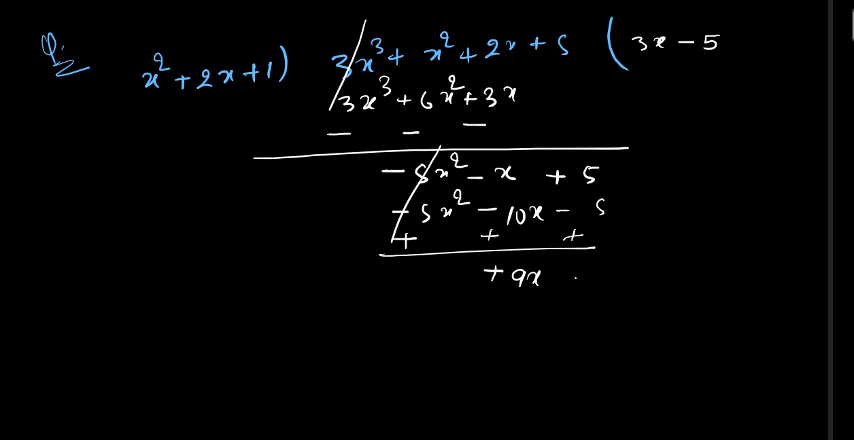 Q.
x²+2x+1) 3x³+ x²+2x+5 (3x-5
3x³+6x²+3x
- - -
-5x²-x +5
-5x²-10x-5
+ + +
+9x